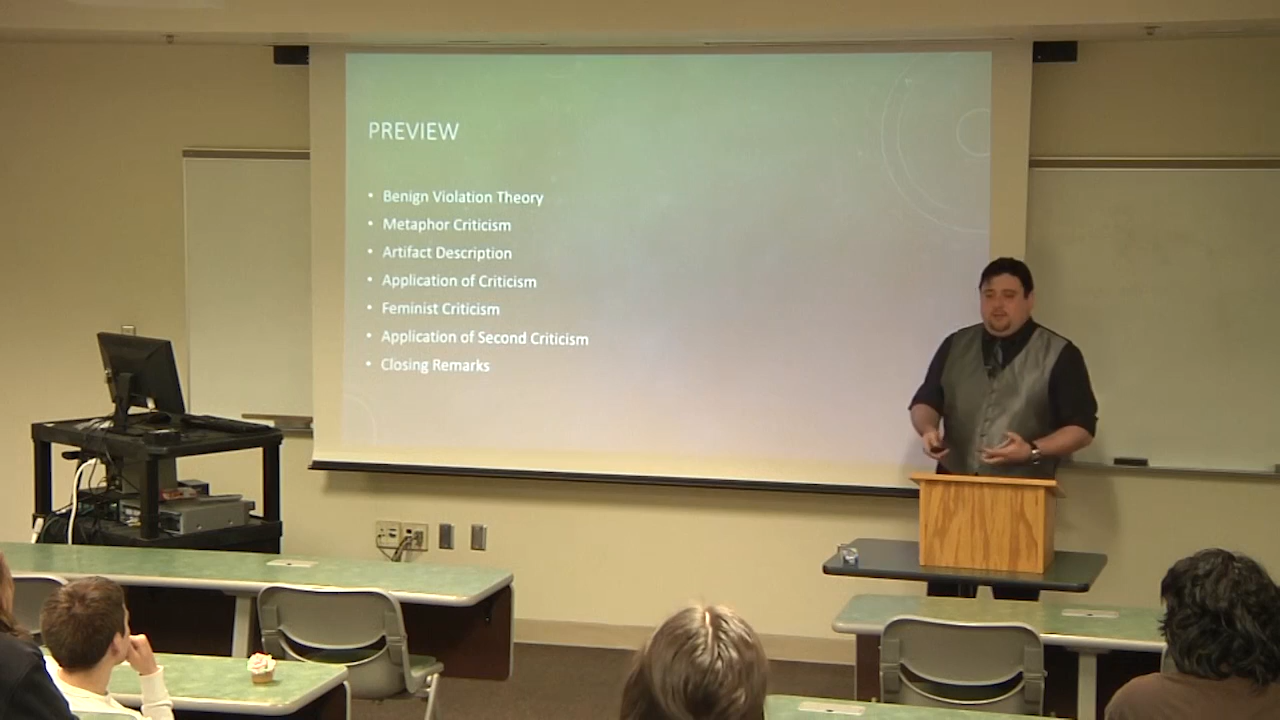 PREVIEW
• Benign Violation Theory
• Metaphor Criticism
• Artifact Description
• Application of Criticism
• Feminist Criticism
• Application of Second Criticism
• Closing Remarks